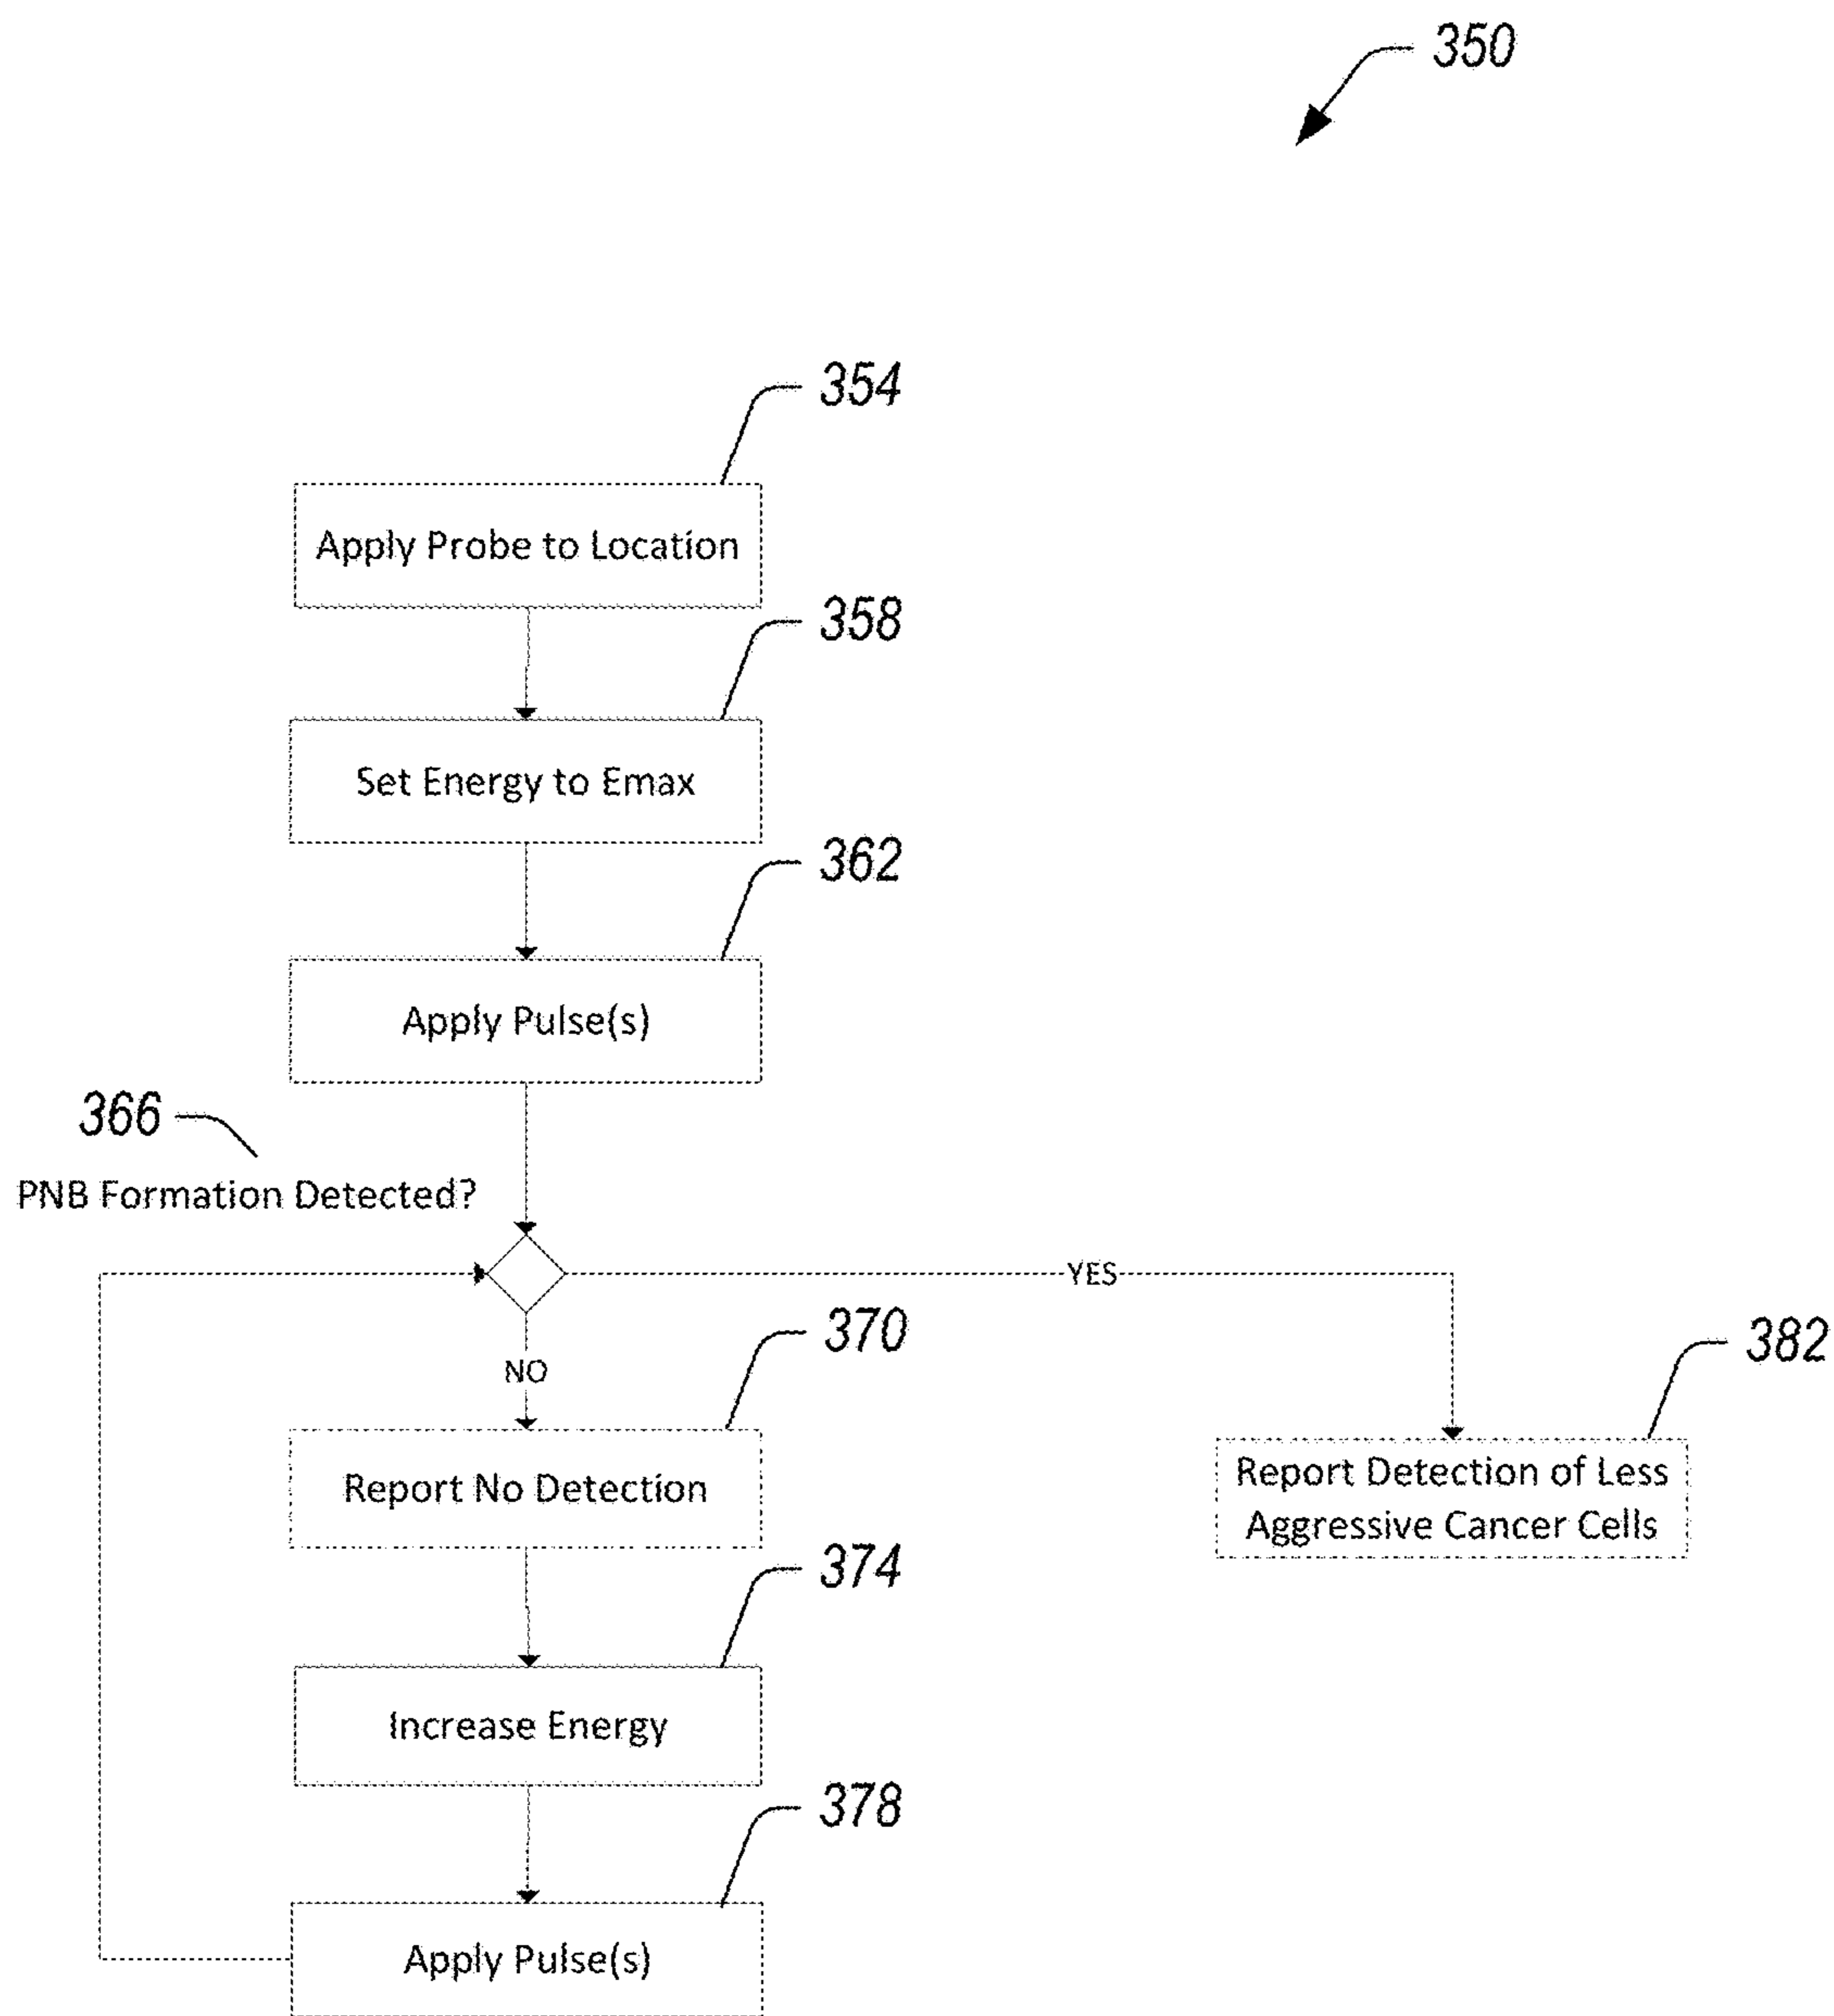 350
354
Apply Probe to Location
358
Set Energy to Emax
362
Apply Pulse(s)
366
PNB Formation Detected?
YES
NO
370
Report No Detection
382
Report Detection of Less
Aggressive Cancer Cells
374
Increase Energy
378
Apply Pulse(s)